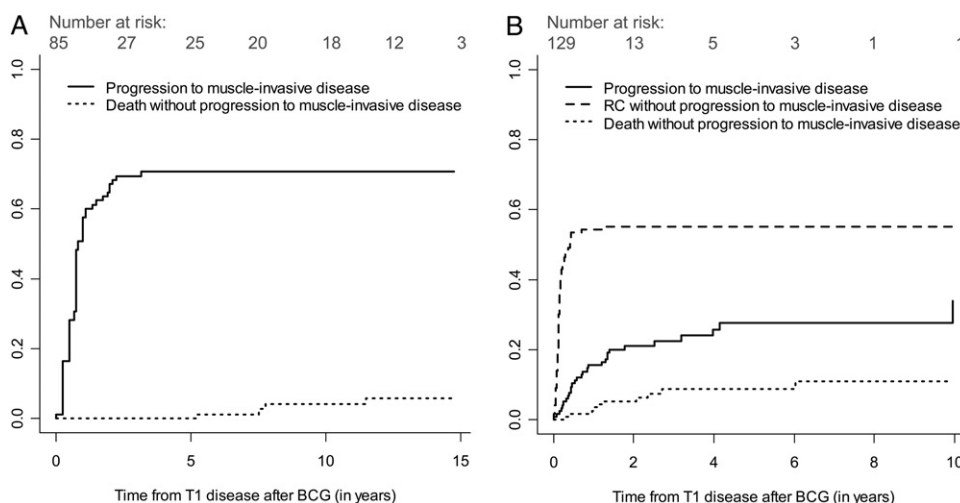 A
Number at risk:
85 27 25 20 18 12 3
1.0
0.8
0.6
0.4
0.2
0.0
Progression to muscle-invasive disease
Death without progression to muscle-invasive disease
0 5 10 15
Time from T1 disease after BCG (in years)
B
Number at risk:
129 13 5 3 1 1
1.0
0.8
0.6
0.4
0.2
0.0
Progression to muscle-invasive disease
RC without progression to muscle-invasive disease
Death without progression to muscle-invasive disease
0 2 4 6 8 10
Time from T1 disease after BCG (in years)